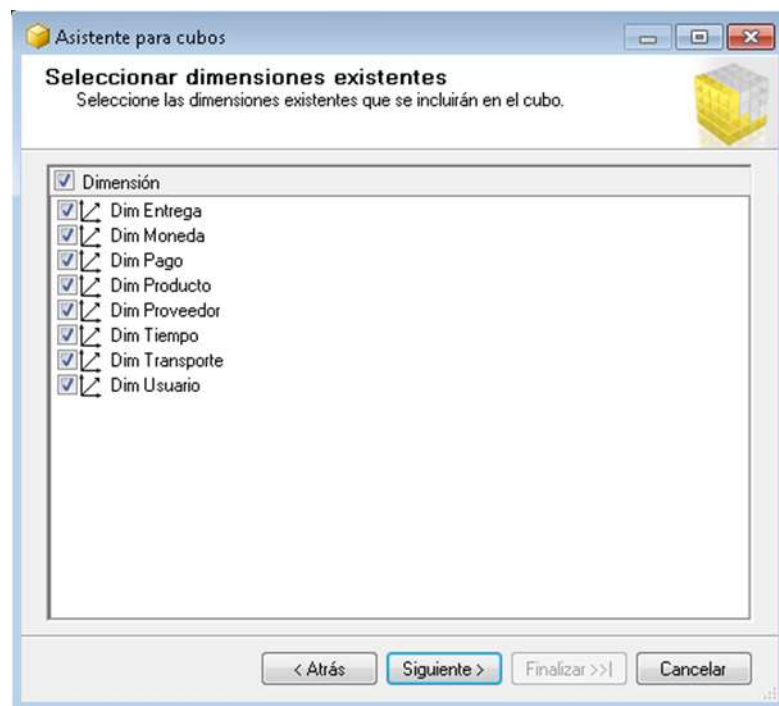 Asistente para cubos
Seleccionar dimensiones existentes
Seleccione las dimensiones existentes que se incluirán en el cubo.
Dimensión
Dim Entrega
Dim Moneda
Dim Pago
Dim Producto
Dim Proveedor
Dim Tiempo
Dim Transporte
Dim Usuario
< Atrás Siguiente > Finalizar >>| Cancelar